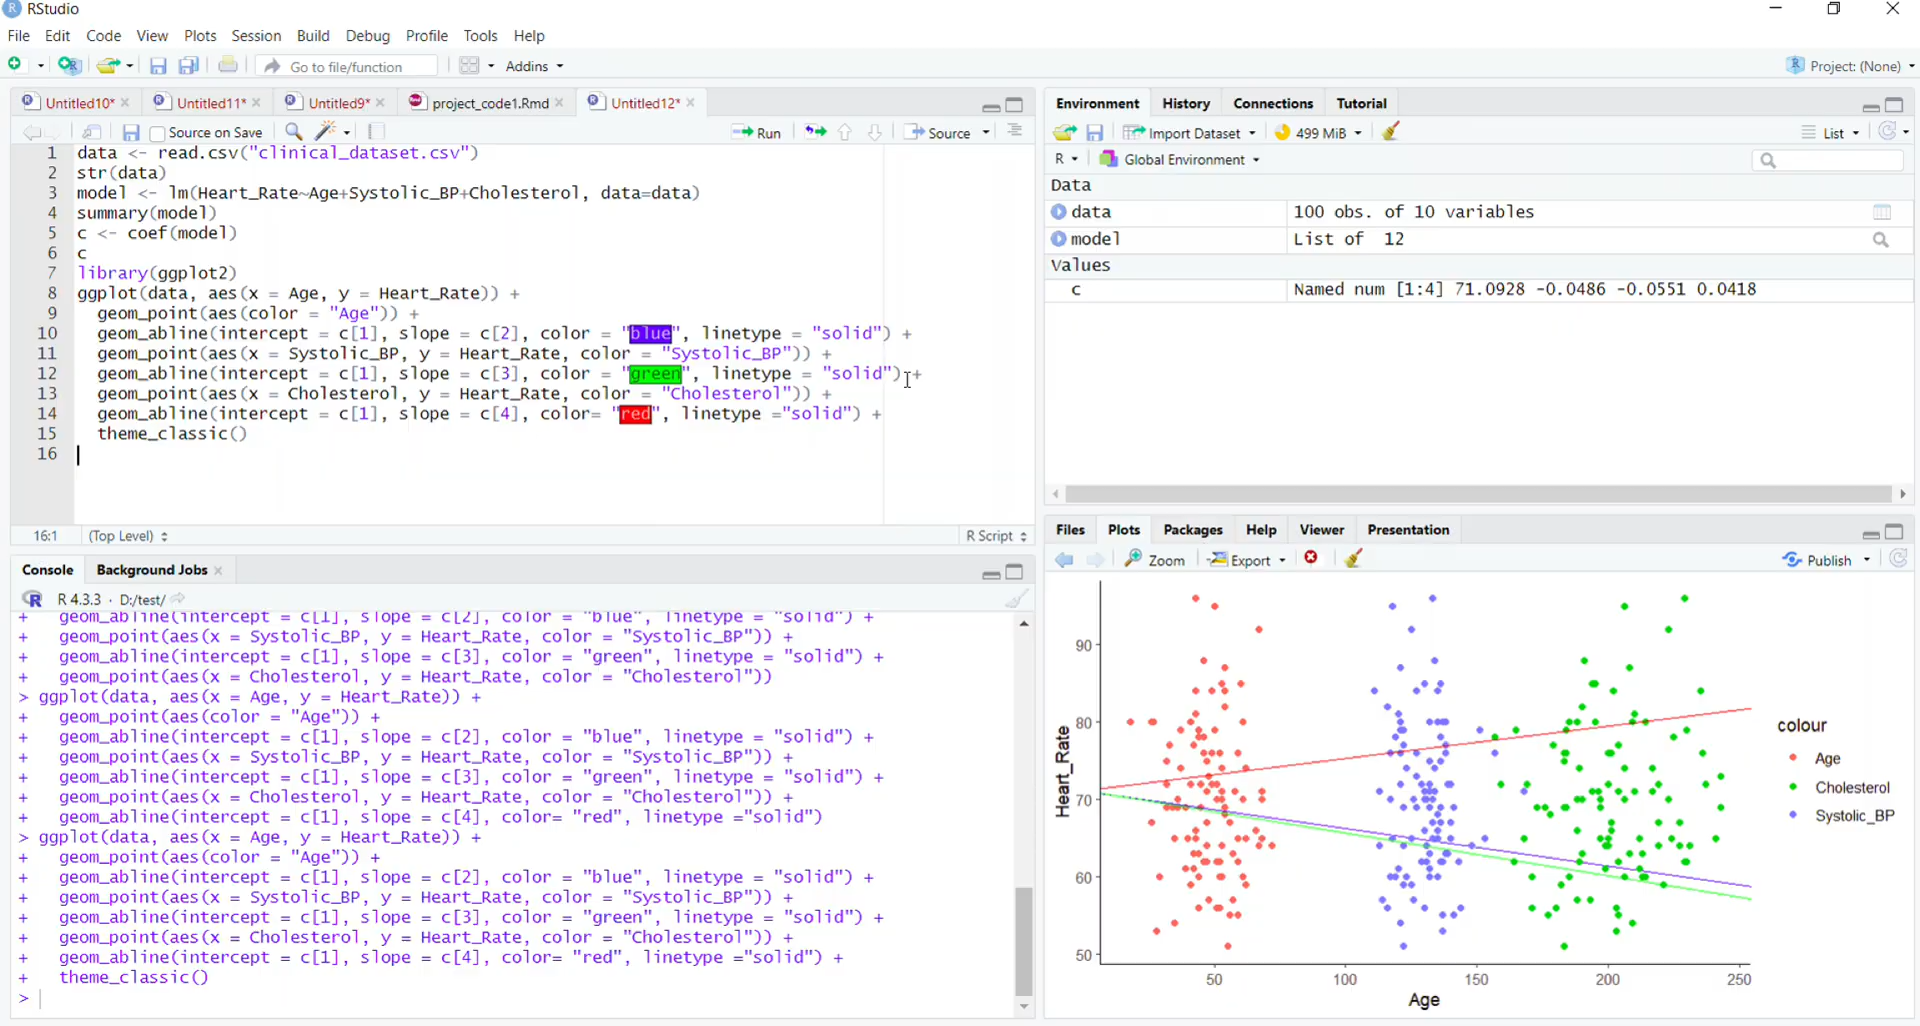 RStudio
File Edit Code View Plots Session Build Debug Profile Tools Help
Go to file/function Addins Project: (None)
Untitled10* Untitled11* Untitled9* project_code1.Rmd Untitled12*
Source on Save Run Source
1 data <- read.csv("clinical_dataset.csv")
2 str(data)
3 model <- lm(Heart_Rate~Age+Systolic_BP+Cholesterol, data=data)
4 summary(model)
5 c <- coef(model)
6 c
7 library(ggplot2)
8 ggplot(data, aes(x = Age, y = Heart_Rate)) +
9 geom_point(aes(color = "Age")) +
10 geom_abline(intercept = c[1], slope = c[2], color = "blue", linetype = "solid") +
11 geom_point(aes(x = Systolic_BP, y = Heart_Rate, color = "Systolic_BP")) +
12 geom_abline(intercept = c[1], slope = c[3], color = "green", linetype = "solid") +
13 geom_point(aes(x = Cholesterol, y = Heart_Rate, color = "Cholesterol")) +
14 geom_abline(intercept = c[1], slope = c[4], color= "red", linetype ="solid") +
15 theme_classic()
16
16:1 (Top Level) R Script
Console Background Jobs
R 4.3.3 · D:/test/
+ geom_abline(intercept = c[1], slope = c[2], color = "blue", linetype = "solid") +
+ geom_point(aes(x = Systolic_BP, y = Heart_Rate, color = "Systolic_BP")) +
+ geom_abline(intercept = c[1], slope = c[3], color = "green", linetype = "solid") +
+ geom_point(aes(x = Cholesterol, y = Heart_Rate, color = "Cholesterol"))
> ggplot(data, aes(x = Age, y = Heart_Rate)) +
+ geom_point(aes(color = "Age")) +
+ geom_abline(intercept = c[1], slope = c[2], color = "blue", linetype = "solid") +
+ geom_point(aes(x = Systolic_BP, y = Heart_Rate, color = "Systolic_BP")) +
+ geom_abline(intercept = c[1], slope = c[3], color = "green", linetype = "solid") +
+ geom_point(aes(x = Cholesterol, y = Heart_Rate, color = "Cholesterol")) +
+ geom_abline(intercept = c[1], slope = c[4], color= "red", linetype ="solid")
> ggplot(data, aes(x = Age, y = Heart_Rate)) +
+ geom_point(aes(color = "Age")) +
+ geom_abline(intercept = c[1], slope = c[2], color = "blue", linetype = "solid") +
+ geom_point(aes(x = Systolic_BP, y = Heart_Rate, color = "Systolic_BP")) +
+ geom_abline(intercept = c[1], slope = c[3], color = "green", linetype = "solid") +
+ geom_point(aes(x = Cholesterol, y = Heart_Rate, color = "Cholesterol")) +
+ geom_abline(intercept = c[1], slope = c[4], color= "red", linetype ="solid") +
+ theme_classic()
>
Environment History Connections Tutorial
Import Dataset 499 MiB List
R Global Environment
Data
data 100 obs. of 10 variables
model List of 12
Values
c Named num [1:4] 71.0928 -0.0486 -0.0551 0.0418
Files Plots Packages Help Viewer Presentation
Zoom Export Publish
90
80
70
60
50
Heart_Rate
50 100 150 200 250
Age
colour
Age
Cholesterol
Systolic_BP